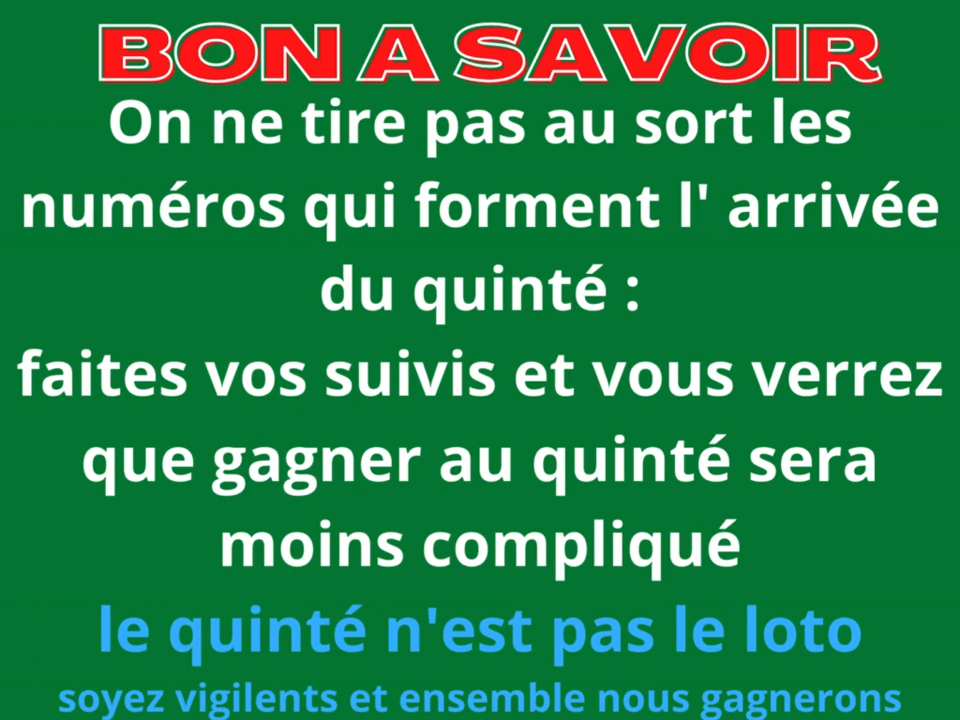 BON A SAVOIR
On ne tire pas au sort les
numéros qui forment l' arrivée
du quinté :
faites vos suivis et vous verrez
que gagner au quinté sera
moins compliqué
le quinté n'est pas le loto
soyez vigilents et ensemble nous gagnerons